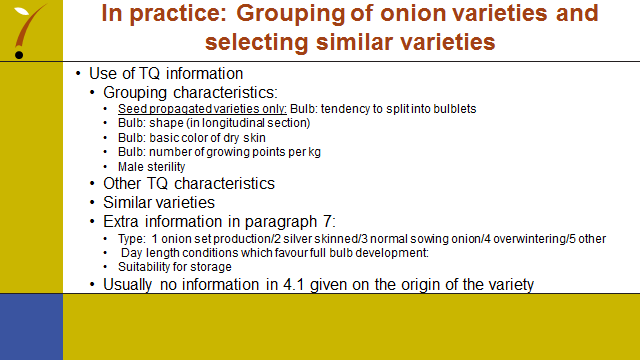 In practice: Grouping of onion varieties and
selecting similar varieties
• Use of TQ information
• Grouping characteristics:
• Seed propagated varieties only: Bulb: tendency to split into bulblets
• Bulb: shape (in longitudinal section)
• Bulb: basic color of dry skin
• Bulb: number of growing points per kg
• Male sterility
• Other TQ characteristics
• Similar varieties
• Extra information in paragraph 7:
• Type: 1 onion set production/2 silver skinned/3 normal sowing onion/4 overwintering/5 other
• Day length conditions which favour full bulb development:
• Suitability for storage
• Usually no information in 4.1 given on the origin of the variety